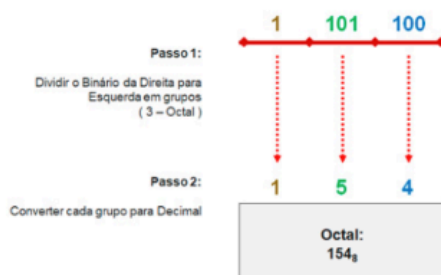 1 101 100
Passo 1:
Dividir o Binário da Direita para
Esquerda em grupos
( 3 – Octal )
Passo 2:
1 5 4
Converter cada grupo para Decimal
Octal:
154₈